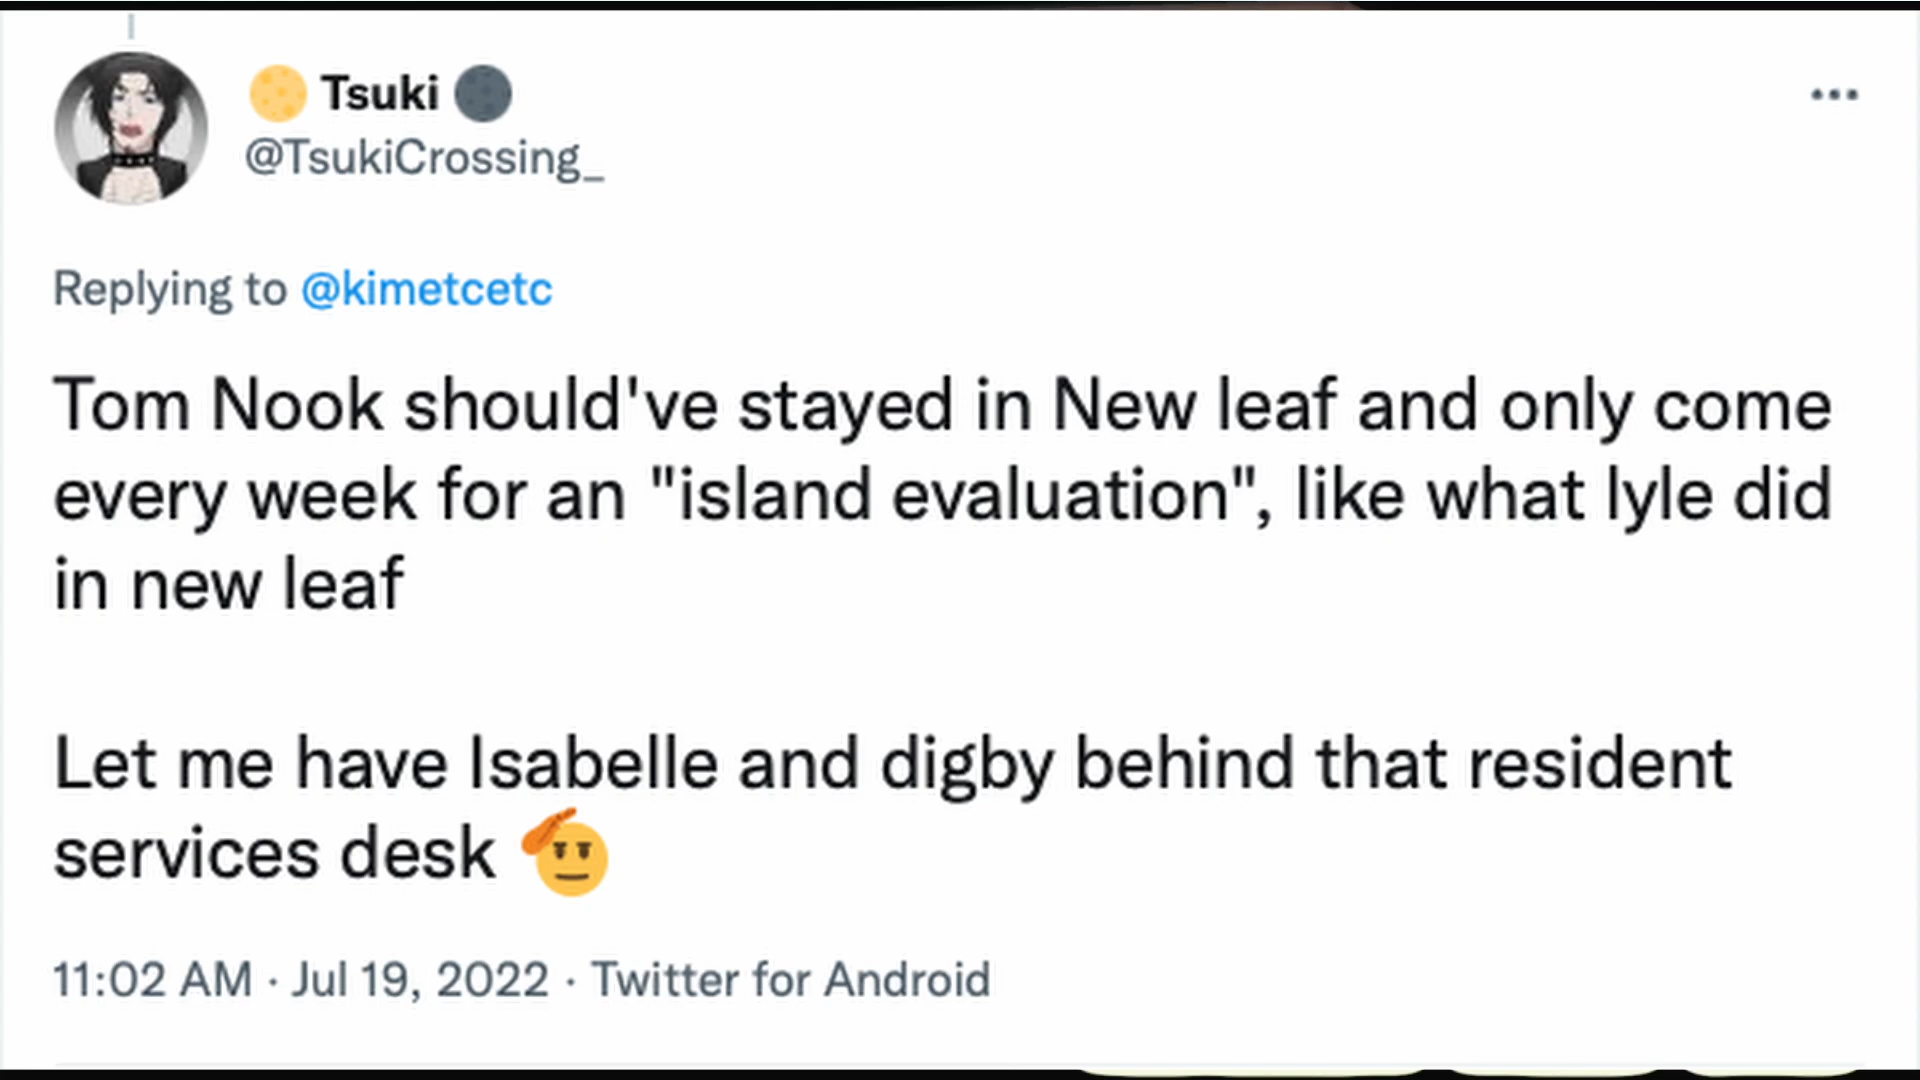 🌕 Tsuki 🌑
@TsukiCrossing_
Replying to @kimetcetc
Tom Nook should've stayed in New leaf and only come
every week for an "island evaluation", like what lyle did
in new leaf
Let me have Isabelle and digby behind that resident
services desk 🫡
11:02 AM · Jul 19, 2022 · Twitter for Android